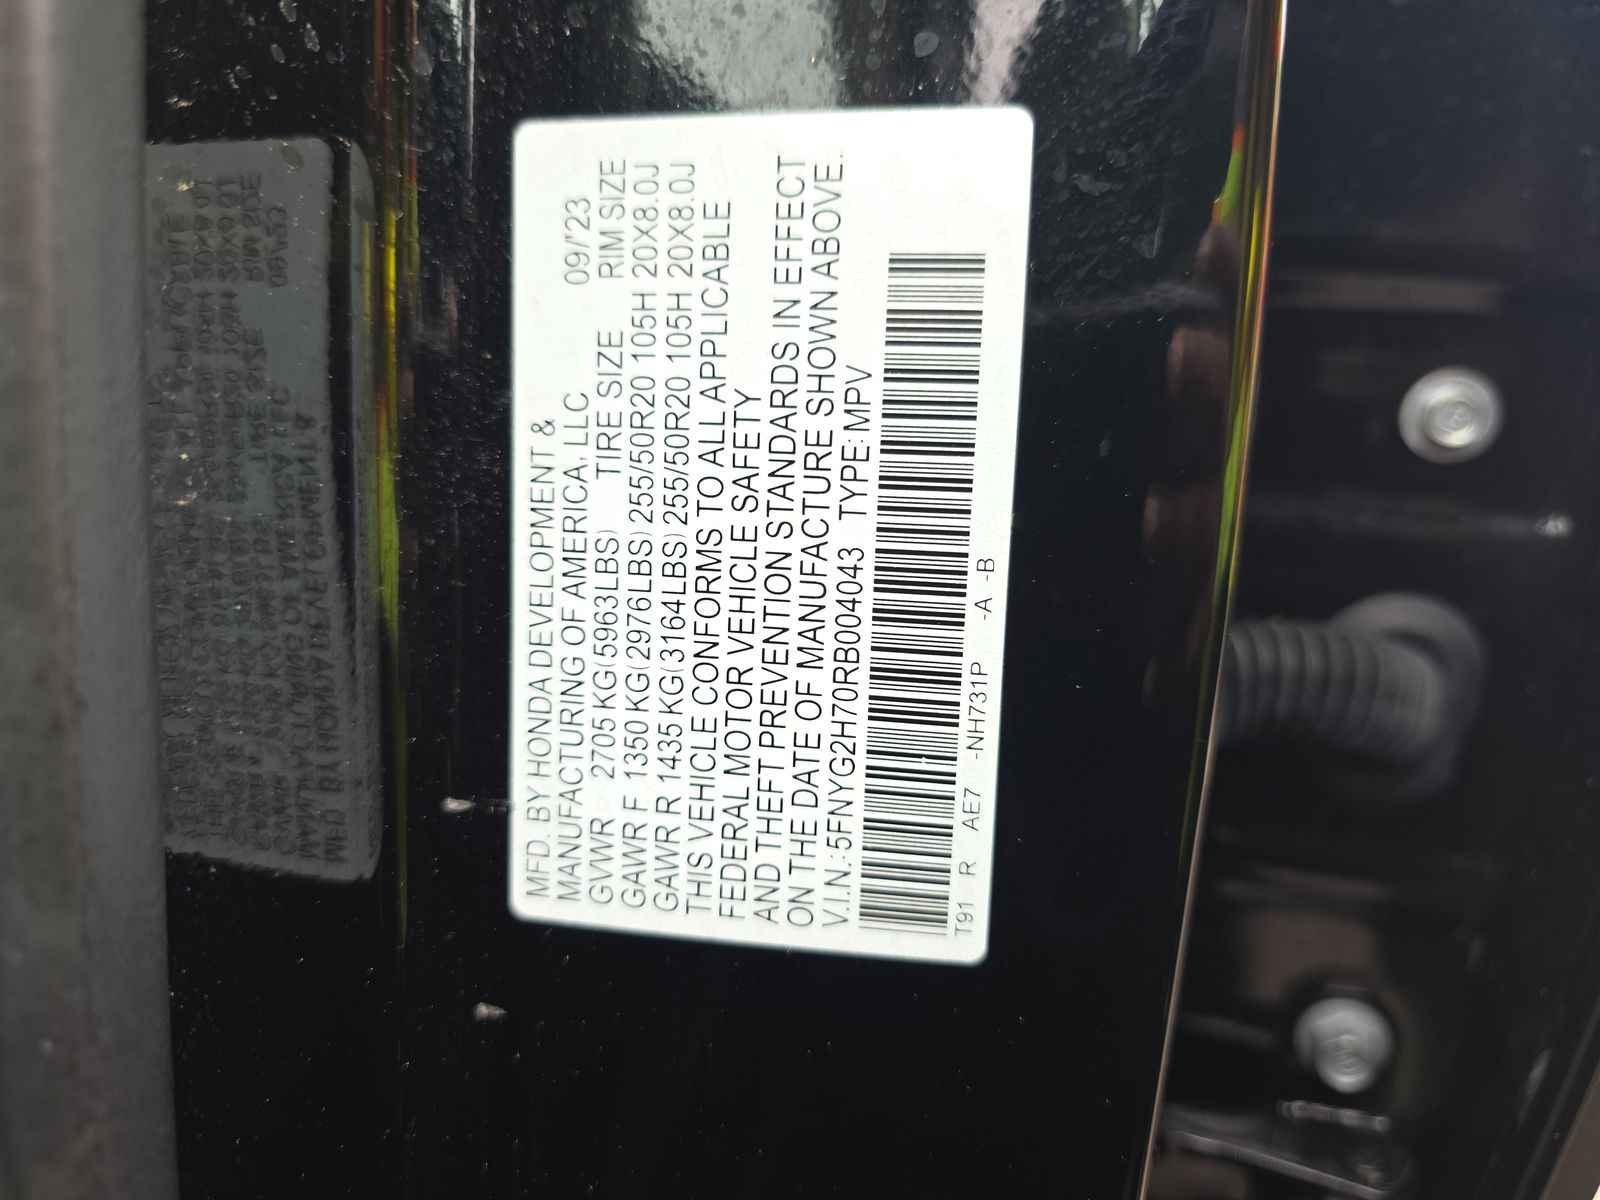 MFD. BY HONDA DEVELOPMENT &
MANUFACTURING OF AMERICA, LLC 09/'23
GVWR 2705 KG(5963LBS) TIRE SIZE RIM SIZE
GAWR F 1350 KG(2976LBS) 255/50R20 105H 20X8.0J
GAWR R 1435 KG(3164LBS) 255/50R20 105H 20X8.0J
THIS VEHICLE CONFORMS TO ALL APPLICABLE
FEDERAL MOTOR VEHICLE SAFETY
AND THEFT PREVENTION STANDARDS IN EFFECT
ON THE DATE OF MANUFACTURE SHOWN ABOVE.
V.I.N.: 5FNYG2H70RB004043 TYPE: MPV
T91 R AE7 -NH731P -A -B